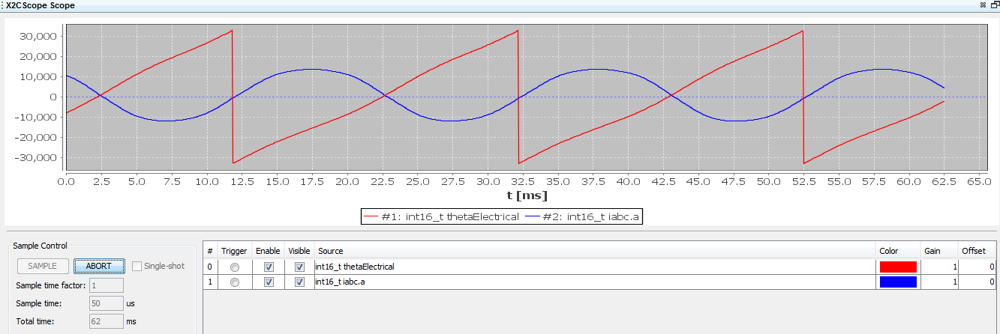 X2CScope Scope
30,000
20,000
10,000
0
-10,000
-20,000
-30,000
0.0 2.5 5.0 7.5 10.0 12.5 15.0 17.5 20.0 22.5 25.0 27.5 30.0 32.5 35.0 37.5 40.0 42.5 45.0 47.5 50.0 52.5 55.0 57.5 60.0 62.5 65.0
t [ms]
#1: int16_t thetaElectrical #2: int16_t iabc.a
Sample Control
SAMPLE ABORT Single-shot
Sample time factor: 1
Sample time: 50 us
Total time: 62 ms
# Trigger Enable Visible Source Color Gain Offset
0 int16_t thetaElectrical 1 0
1 int16_t iabc.a 1 0